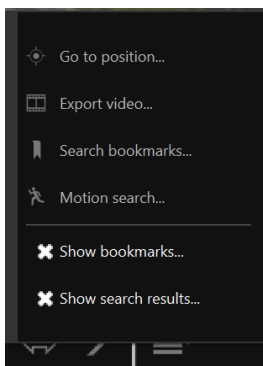 Go to position...
Export video...
Search bookmarks...
Motion search...
Show bookmarks...
Show search results...